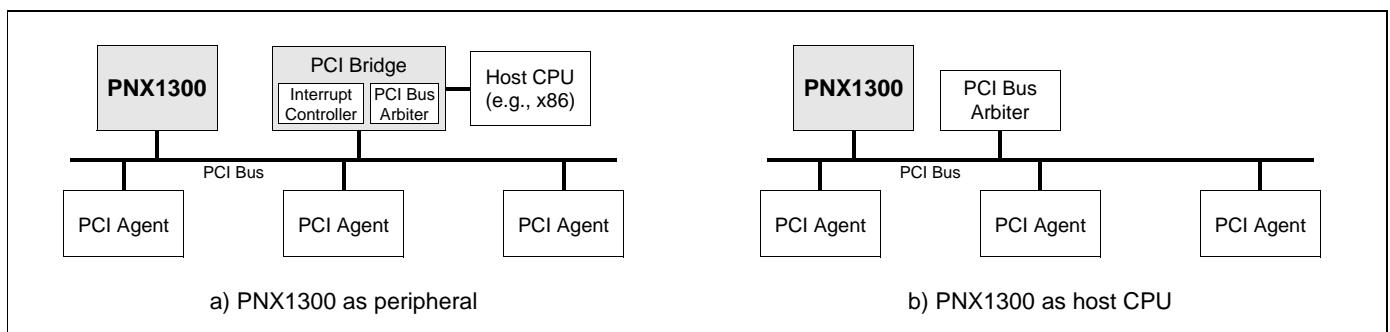 PNX1300
PCI Bridge
Interrupt
Controller
PCI Bus
Arbiter
Host CPU
(e.g., x86)
PCI Bus
PCI Agent
PCI Agent
PCI Agent
a) PNX1300 as peripheral
PNX1300
PCI Bus
Arbiter
PCI Bus
PCI Agent
PCI Agent
PCI Agent
b) PNX1300 as host CPU